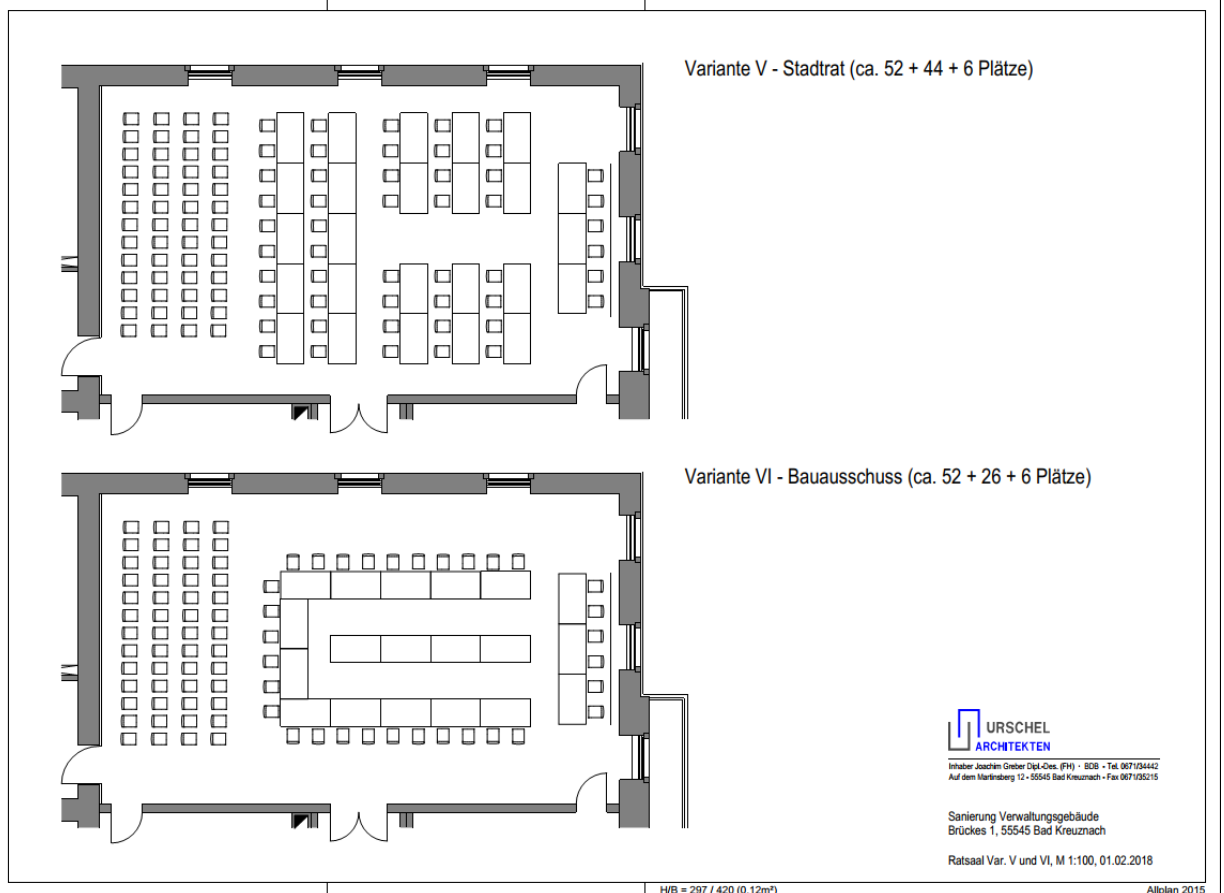 Variante V - Stadtrat (ca. 52 + 44 + 6 Plätze)
Variante VI - Bauausschuss (ca. 52 + 26 + 6 Plätze)
URSCHEL
ARCHITEKTEN
Inhaber Joachim Greber Dipl.-Des. (FH) · BDB - Tel. 0671/34442
Auf dem Martinsberg 12 - 55545 Bad Kreuznach - Fax 0671/35215
Sanierung Verwaltungsgebäude
Brückes 1, 55545 Bad Kreuznach
Ratsaal Var. V und VI, M 1:100, 01.02.2018
H/B = 297 / 420 (0.12m²)
Allplan 2015